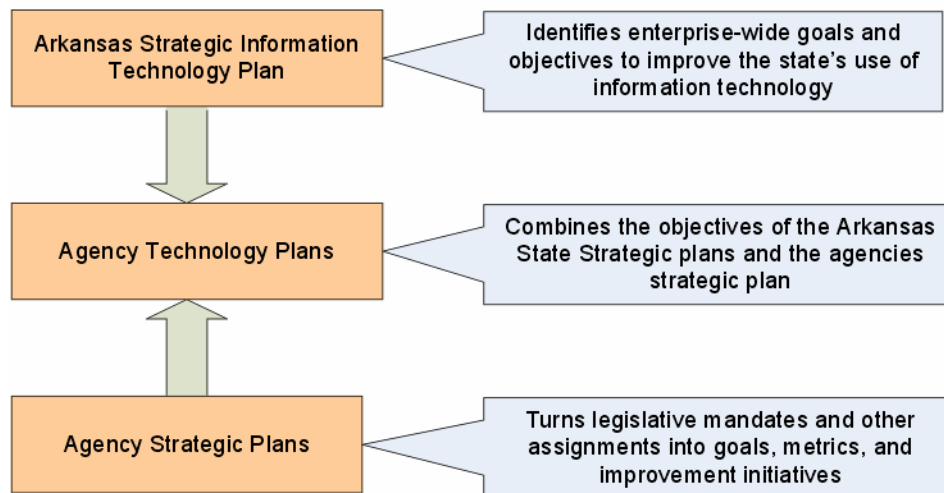 Arkansas Strategic Information
Technology Plan
Identifies enterprise-wide goals and
objectives to improve the state's use of
information technology
Agency Technology Plans
Combines the objectives of the Arkansas
State Strategic plans and the agencies
strategic plan
Agency Strategic Plans
Turns legislative mandates and other
assignments into goals, metrics, and
improvement initiatives